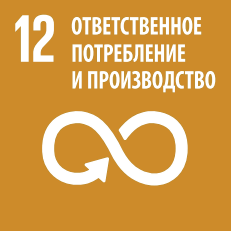 12 ОТВЕТСТВЕННОЕ
ПОТРЕБЛЕНИЕ
И ПРОИЗВОДСТВО